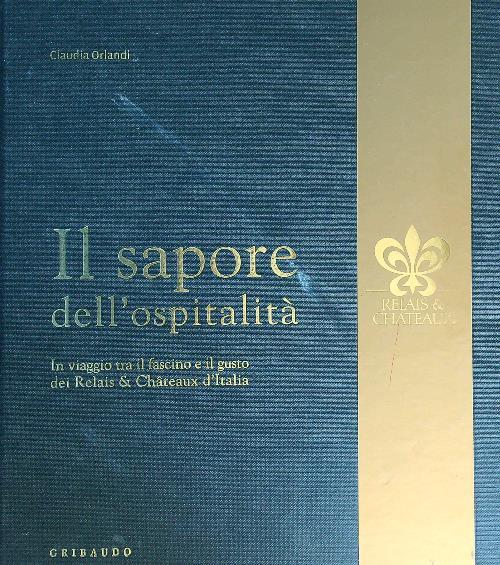 Claudia Orlandi
Il sapore
dell'ospitalità
In viaggio tra il fascino e il gusto
dei Relais & Châteaux d'Italia
RELAIS &
CHATEAUX
GRIBAUDO